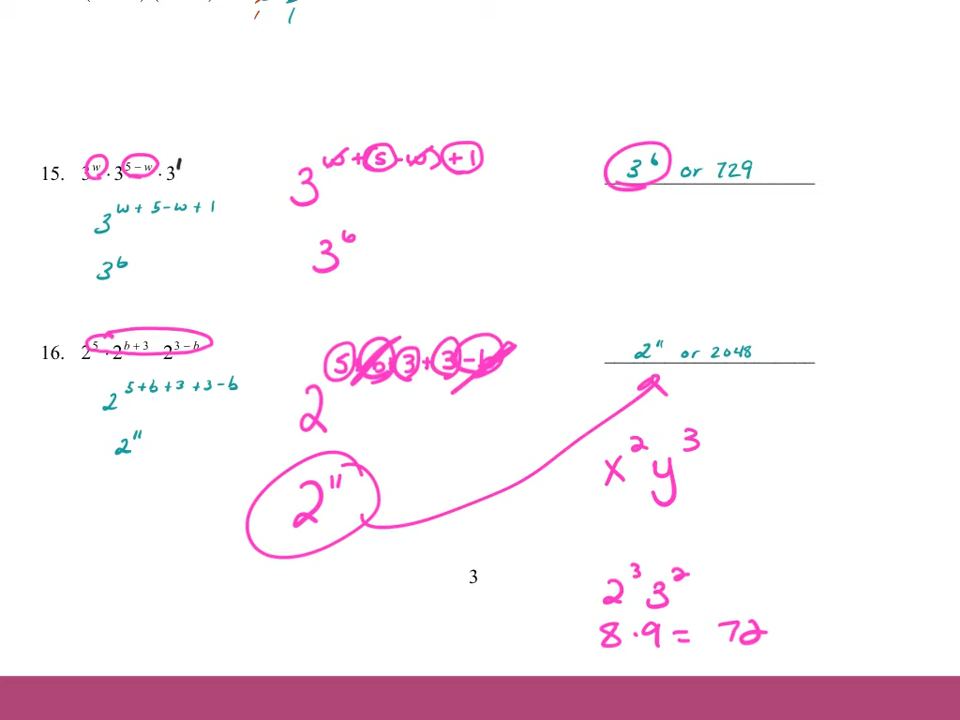 15. 3^w · 3^{5-w} · 3^1
3^{w+5-w+1}
3^6
3^{w+5-w+1}
3^6
3^6 or 729
16. 2^5 · 2^{b+3} 2^{3-b}
2^{5+b+3+3-b}
2^{11}
2^{5+b+3+3-b}
2^{11}
2^{11} or 2048
x^2 y^3
2^3 3^2
8 · 9 = 72
3